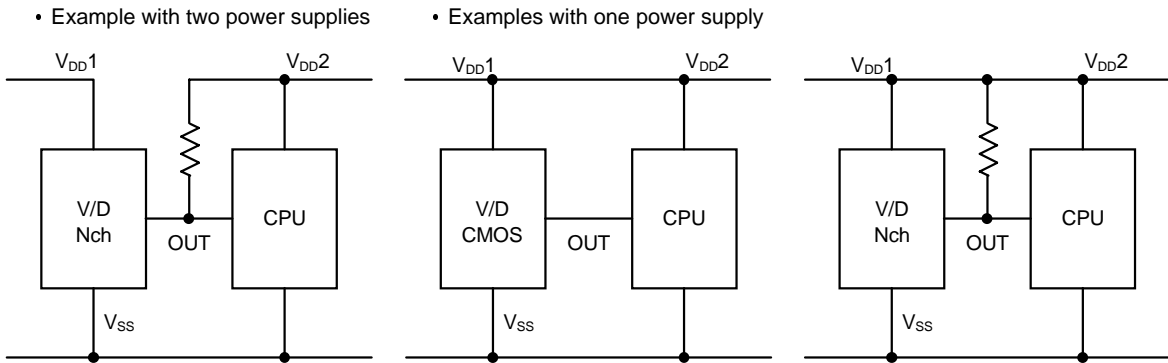 • Example with two power supplies
• Examples with one power supply
VDD1
VDD2
V/D
Nch
CPU
OUT
VSS
VDD1
VDD2
V/D
CMOS
CPU
OUT
VSS
VDD1
VDD2
V/D
Nch
CPU
OUT
VSS